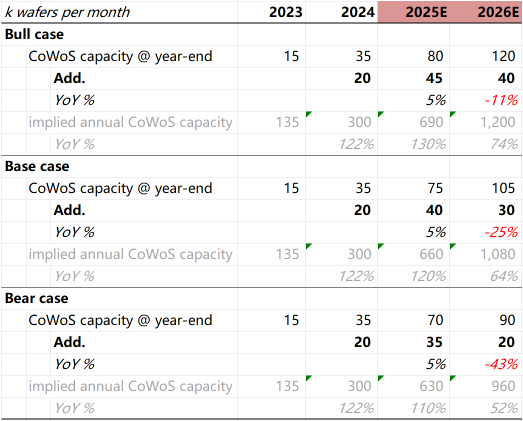 k wafers per month 2023 2024 2025E 2026E
Bull case
CoWoS capacity @ year-end 15 35 80 120
Add. 20 45 40
YoY % 5% -11%
implied annual CoWoS capacity 135 300 690 1,200
YoY % 122% 130% 74%
Base case
CoWoS capacity @ year-end 15 35 75 105
Add. 20 40 30
YoY % 5% -25%
implied annual CoWoS capacity 135 300 660 1,080
YoY % 122% 120% 64%
Bear case
CoWoS capacity @ year-end 15 35 70 90
Add. 20 35 20
YoY % 5% -43%
implied annual CoWoS capacity 135 300 630 960
YoY % 122% 110% 52%